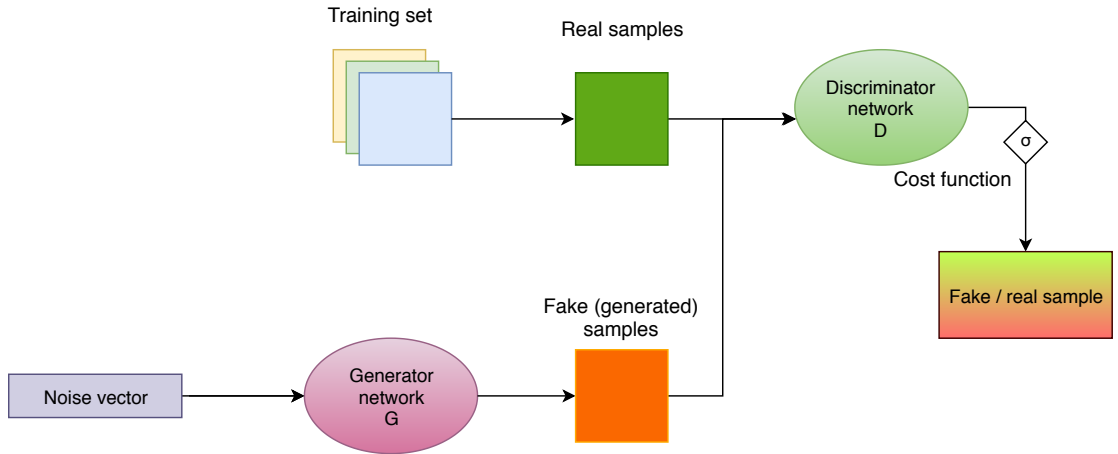 Training set
Real samples
Discriminator
network
D
σ
Cost function
Fake / real sample
Fake (generated)
samples
Noise vector
Generator
network
G